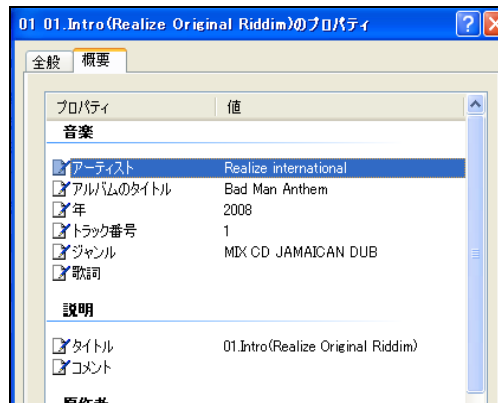 01 01.Intro(Realize Original Riddim)のプロパティ
全般 概要
プロパティ 値
音楽
アーティスト Realize international
アルバムのタイトル Bad Man Anthem
年 2008
トラック番号 1
ジャンル MIX CD JAMAICAN DUB
歌詞
説明
タイトル 01.Intro(Realize Original Riddim)
コメント